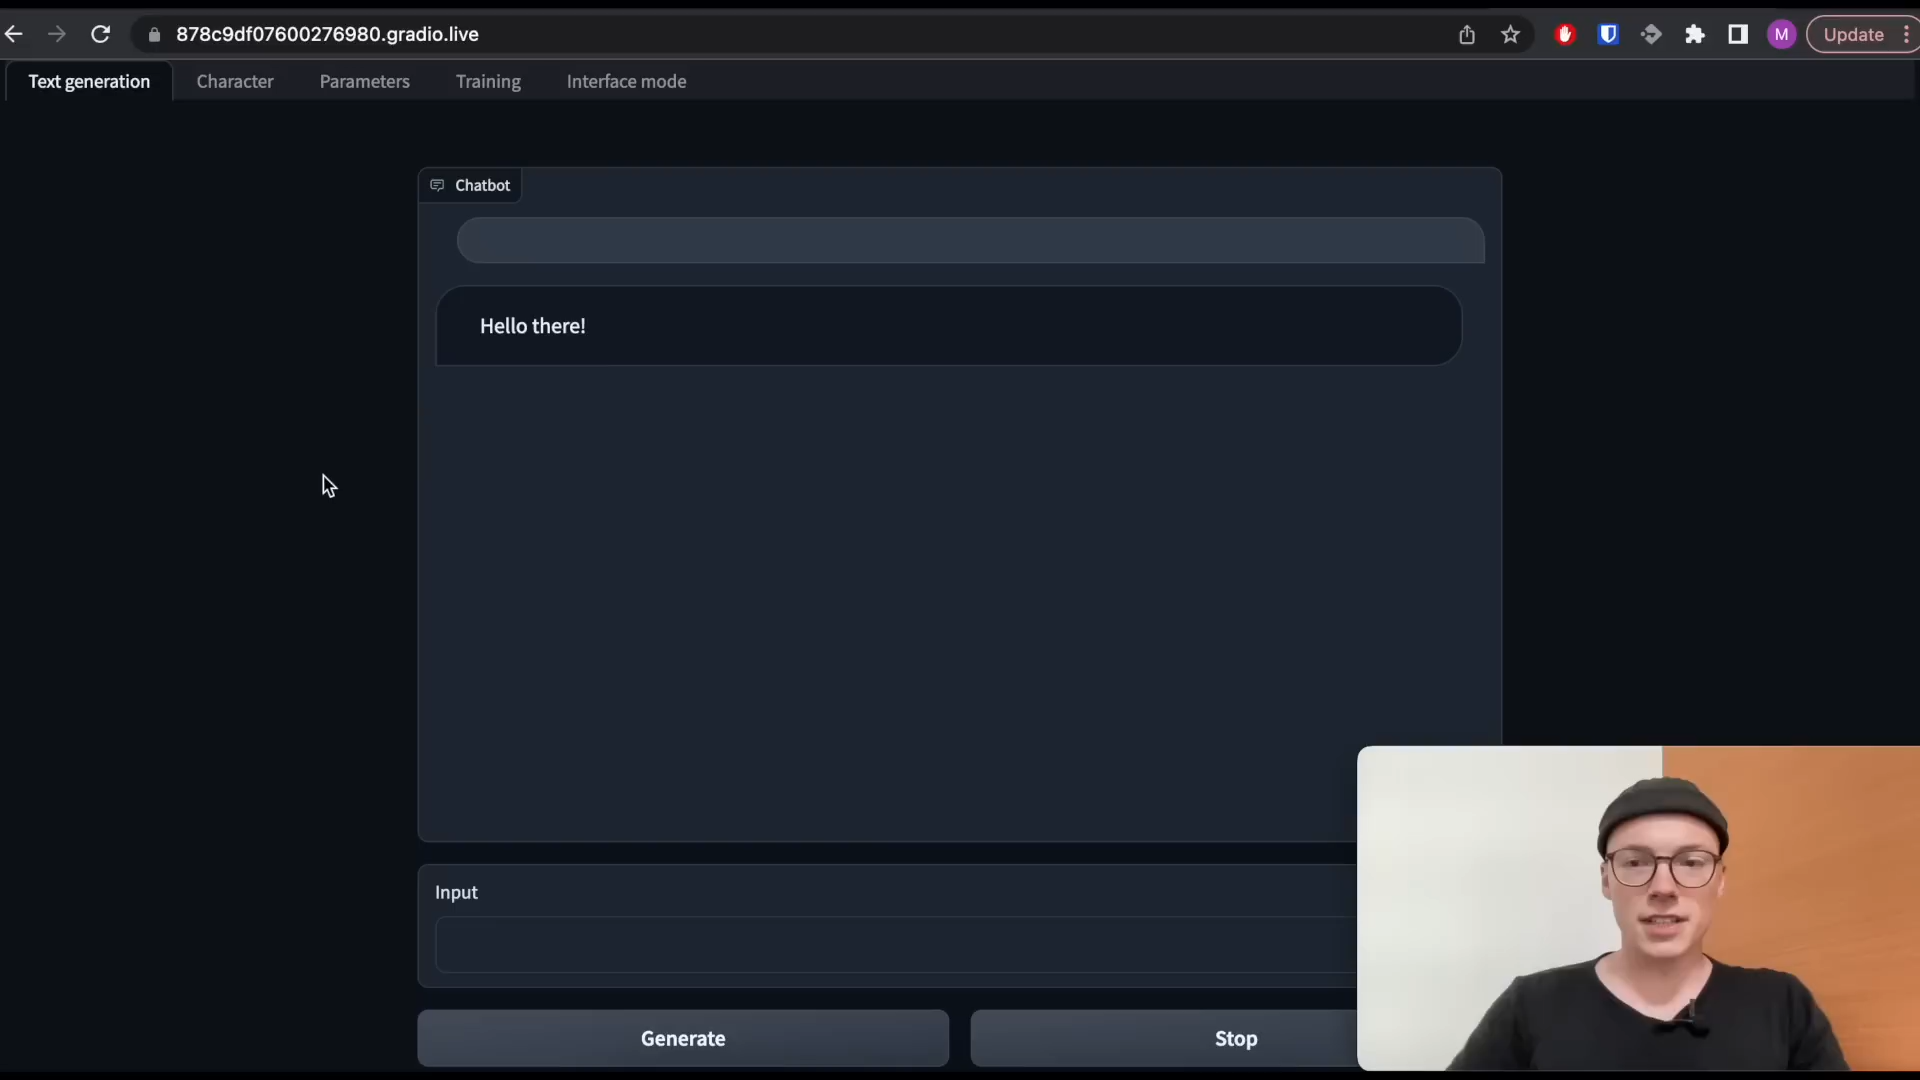 878c9df07600276980.gradio.live
M
Update
Text generation
Character
Parameters
Training
Interface mode
Chatbot
Hello there!
Input
Generate
Stop